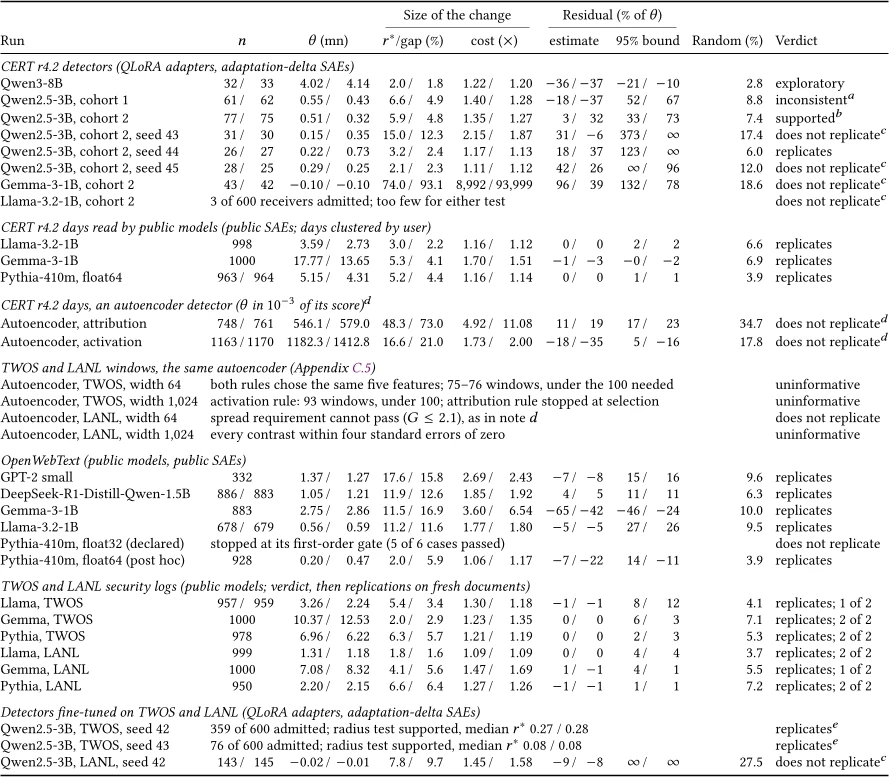 Size of the change Residual (% of θ)
Run n θ (mn) r*/gap (%) cost (×) estimate 95% bound Random (%) Verdict
CERT r4.2 detectors (QLoRA adapters, adaptation-delta SAEs)
Qwen3-8B 32 / 33 4.02 / 4.14 2.0 / 1.8 1.22 / 1.20 −36 / −37 −21 / −10 2.8 exploratory
Qwen2.5-3B, cohort 1 61 / 62 0.55 / 0.43 6.6 / 4.9 1.40 / 1.28 −18 / −37 52 / 67 8.8 inconsistent^a
Qwen2.5-3B, cohort 2 77 / 75 0.51 / 0.32 5.9 / 4.8 1.35 / 1.27 3 / 32 33 / 73 7.4 supported^b
Qwen2.5-3B, cohort 2, seed 43 31 / 30 0.15 / 0.35 15.0 / 12.3 2.15 / 1.87 31 / −6 373 / ∞ 17.4 does not replicate^c
Qwen2.5-3B, cohort 2, seed 44 26 / 27 0.22 / 0.73 3.2 / 2.4 1.17 / 1.13 18 / 37 123 / ∞ 6.0 replicates
Qwen2.5-3B, cohort 2, seed 45 28 / 25 0.29 / 0.25 2.2 / 2.3 1.11 / 1.12 42 / 26 ∞ / 96 12.0 does not replicate^c
Gemma-3-1B, cohort 2 43 / 42 −0.10 / −0.10 74.0 / 93.1 8,992 / 93,999 96 / 39 132 / 78 18.6 does not replicate^c
Llama-3.2-1B, cohort 2 3 of 600 receivers admitted; too few for either test does not replicate^c
CERT r4.2 days read by public models (public SAEs; days clustered by user)
Llama-3.2-1B 998 3.59 / 2.73 3.0 / 2.2 1.16 / 1.12 0 / 0 2 / 2 6.6 replicates
Gemma-3-1B 1000 17.77 / 13.65 5.3 / 4.1 1.70 / 1.51 −1 / −3 −0 / −2 6.9 replicates
Pythia-410m, float64 963 / 964 5.15 / 4.31 5.2 / 4.4 1.16 / 1.14 0 / 0 1 / 1 3.9 replicates
CERT r4.2 days, an autoencoder detector (θ in 10⁻³ of its score)^d
Autoencoder, attribution 748 / 761 546.1 / 579.0 48.3 / 73.0 4.92 / 11.08 11 / 19 17 / 23 34.7 does not replicate^d
Autoencoder, activation 1163 / 1170 1182.3 / 1412.8 16.6 / 21.0 1.73 / 2.00 −18 / −35 5 / −16 17.8 does not replicate^d
TWOS and LANL windows, the same autoencoder (Appendix C.5)
Autoencoder, TWOS, width 64 both rules chose the same five features; 75–76 windows, under the 100 needed uninformative
Autoencoder, TWOS, width 1,024 activation rule: 93 windows, under 100; attribution rule stopped at selection uninformative
Autoencoder, LANL, width 64 spread requirement cannot pass (G ≤ 2.1), as in note d does not replicate
Autoencoder, LANL, width 1,024 every contrast within four standard errors of zero uninformative
OpenWebText (public models, public SAEs)
GPT-2 small 332 1.37 / 1.27 17.6 / 15.8 2.69 / 2.43 −7 / −8 15 / 16 9.6 replicates
DeepSeek-R1-Distill-Qwen-1.5B 886 / 883 1.05 / 1.21 11.9 / 12.6 1.85 / 1.92 4 / 5 11 / 11 6.3 replicates
Gemma-3-1B 883 2.75 / 2.86 11.5 / 16.9 3.60 / 6.54 −65 / −42 −46 / −24 10.0 replicates
Llama-3.2-1B 678 / 679 0.56 / 0.59 11.2 / 11.6 1.77 / 1.80 −5 / −5 27 / 26 9.5 replicates
Pythia-410m, float32 (declared) stopped at its first-order gate (5 of 6 cases passed) does not replicate
Pythia-410m, float64 (post hoc) 928 0.20 / 0.47 2.0 / 5.9 1.06 / 1.17 −7 / −22 14 / −11 3.9 replicates
TWOS and LANL security logs (public models; verdict, then replications on fresh documents)
Llama, TWOS 957 / 959 3.26 / 2.24 5.4 / 3.4 1.30 / 1.18 −1 / −1 8 / 12 4.1 replicates; 1 of 2
Gemma, TWOS 1000 10.37 / 12.53 2.0 / 2.9 1.23 / 1.35 0 / 0 6 / 3 7.1 replicates; 2 of 2
Pythia, TWOS 978 6.96 / 6.22 6.3 / 5.7 1.21 / 1.19 0 / 0 2 / 3 5.3 replicates; 2 of 2
Llama, LANL 999 1.31 / 1.18 1.8 / 1.6 1.09 / 1.09 0 / 0 4 / 4 3.7 replicates; 2 of 2
Gemma, LANL 1000 7.08 / 8.32 4.1 / 5.6 1.47 / 1.69 1 / −1 4 / 1 5.5 replicates; 1 of 2
Pythia, LANL 950 2.20 / 2.15 6.6 / 6.4 1.27 / 1.26 −1 / −1 1 / 1 7.2 replicates; 2 of 2
Detectors fine-tuned on TWOS and LANL (QLoRA adapters, adaptation-delta SAEs)
Qwen2.5-3B, TWOS, seed 42 359 of 600 admitted; radius test supported, median r* 0.27 / 0.28 replicates^e
Qwen2.5-3B, TWOS, seed 43 76 of 600 admitted; radius test supported, median r* 0.08 / 0.08 replicates^e
Qwen2.5-3B, LANL, seed 42 143 / 145 −0.02 / −0.01 7.8 / 9.7 1.45 / 1.58 −9 / −8 ∞ / ∞ 27.5 does not replicate^c